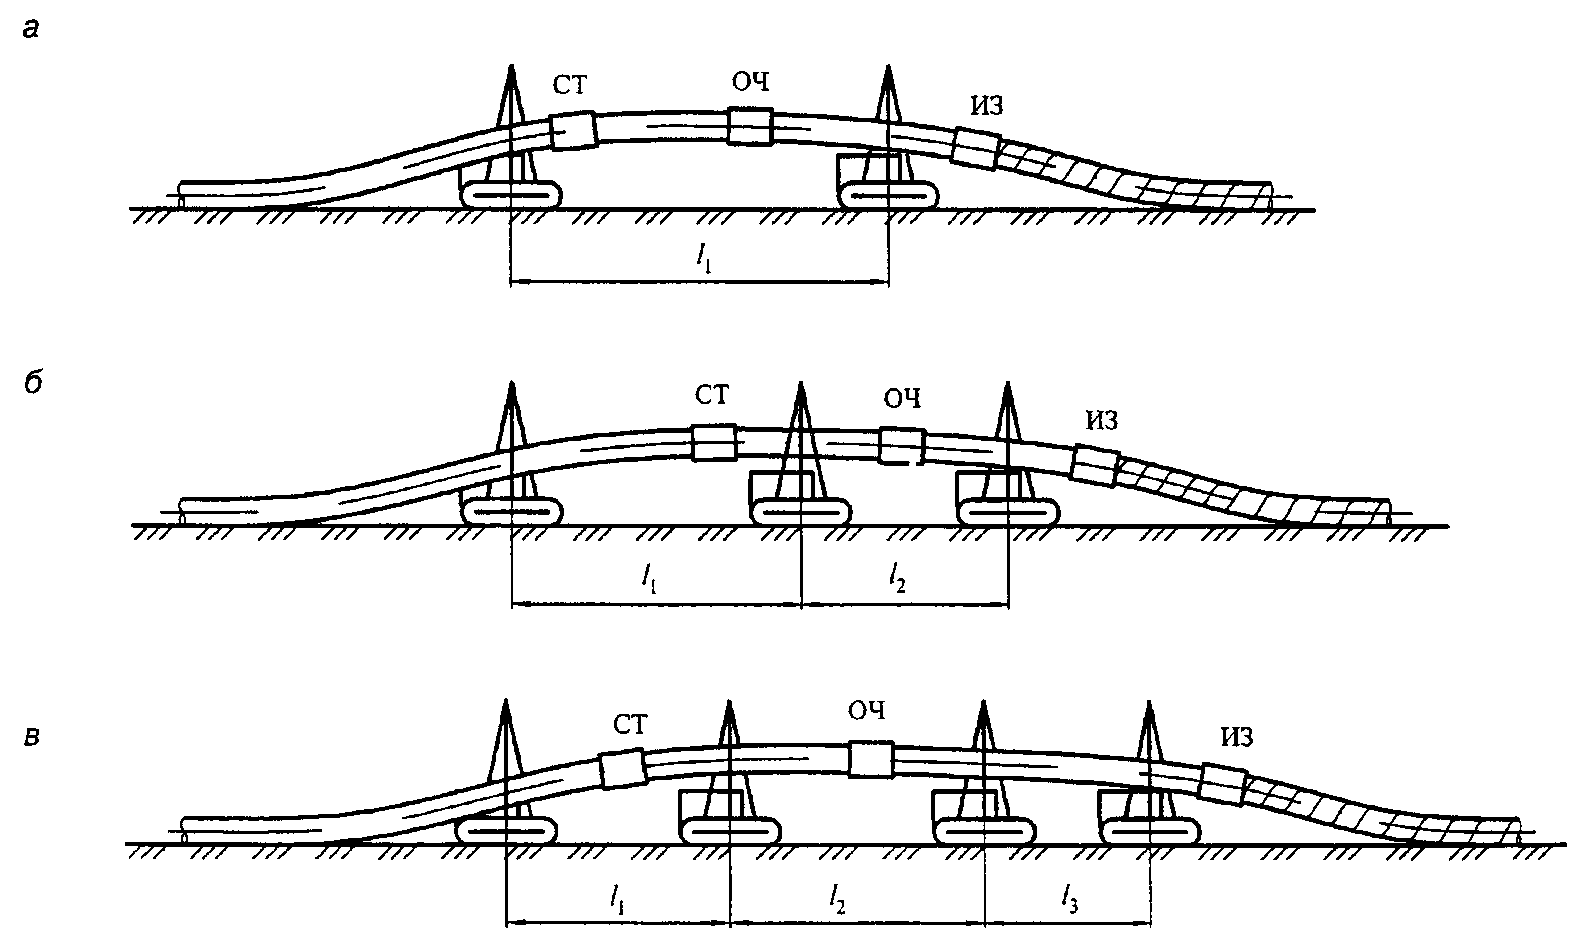 а
СТ ОЧ ИЗ
l₁
б
СТ ОЧ ИЗ
l₁ l₂
в
СТ ОЧ ИЗ
l₁ l₂ l₃